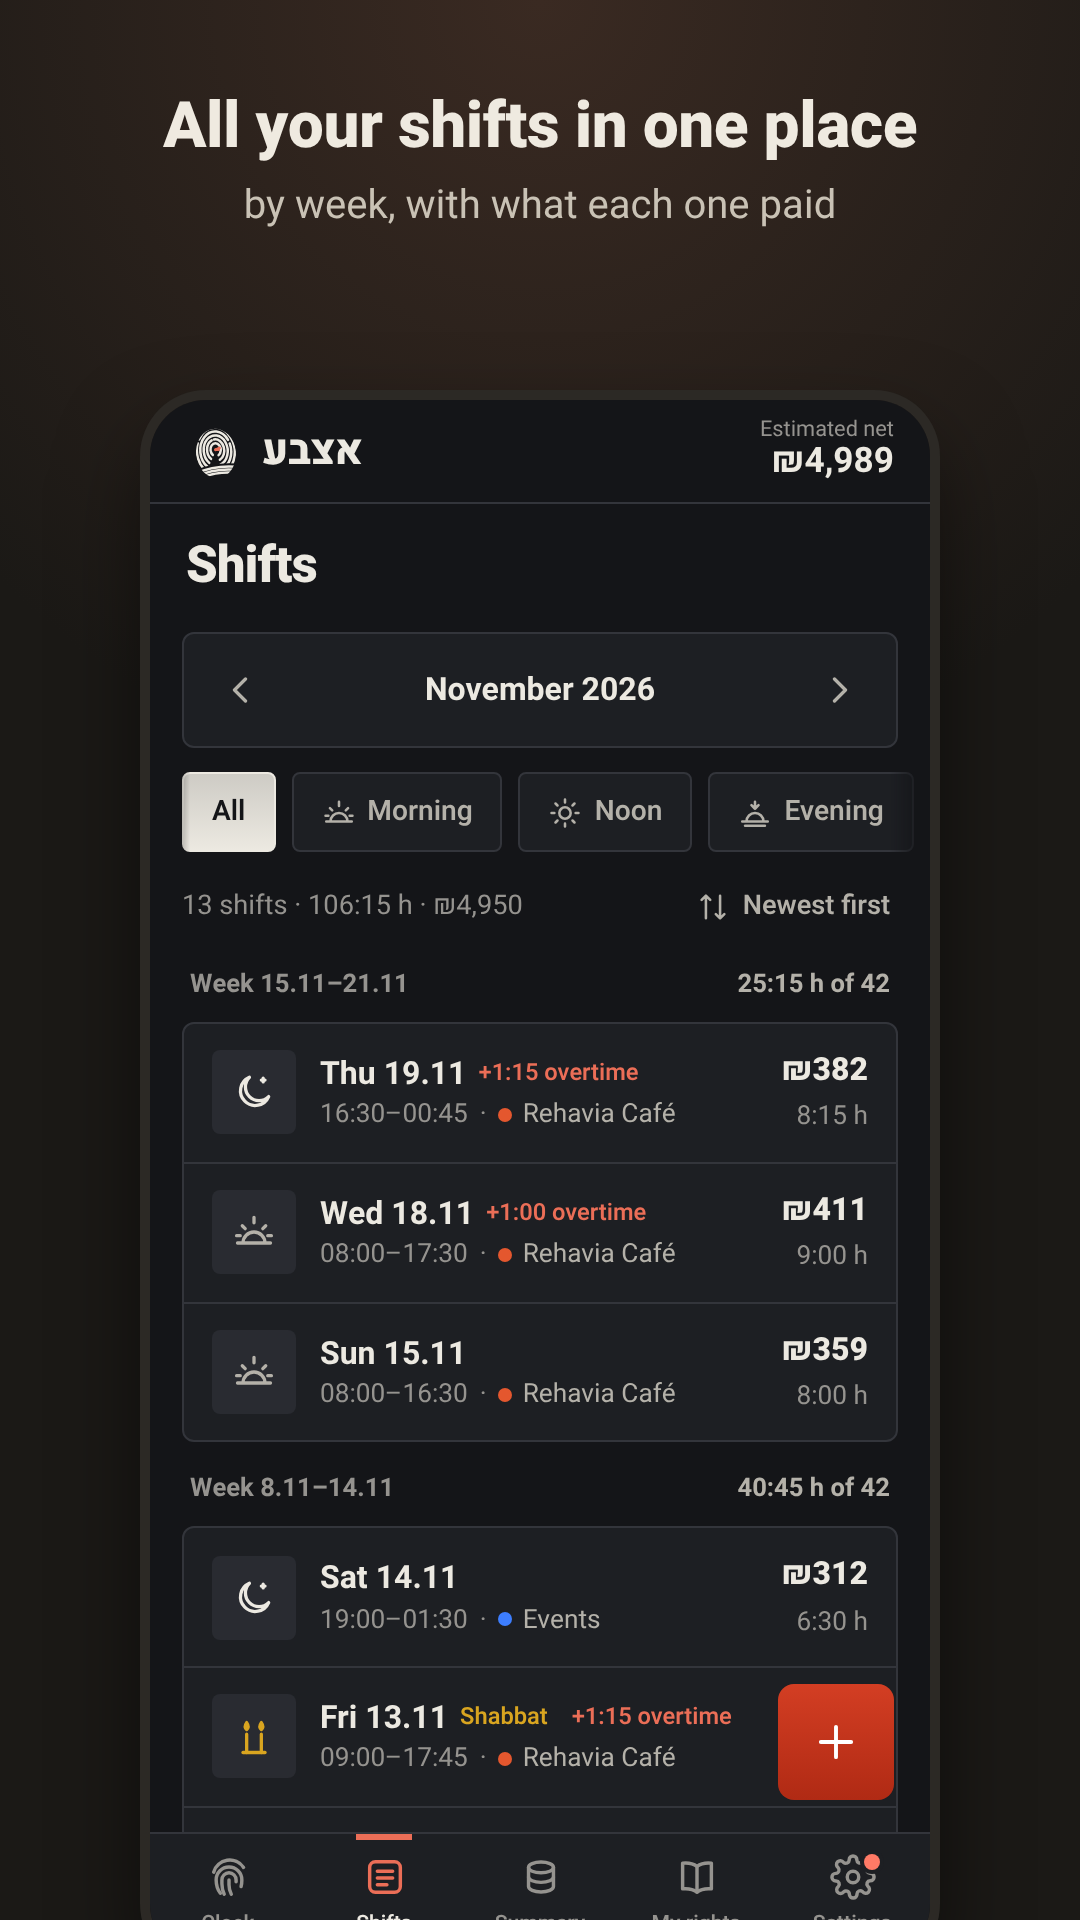 All your shifts in one place
by week, with what each one paid
אצבע
Estimated net
₪4,989
Shifts
November 2026
All
Morning
Noon
Evening
13 shifts · 106:15 h · ₪4,950
Newest first
Week 15.11–21.11
25:15 h of 42
Thu 19.11 +1:15 overtime
₪382
16:30–00:45 · Rehavia Café
8:15 h
Wed 18.11 +1:00 overtime
₪411
08:00–17:30 · Rehavia Café
9:00 h
Sun 15.11
₪359
08:00–16:30 · Rehavia Café
8:00 h
Week 8.11–14.11
40:45 h of 42
Sat 14.11
₪312
19:00–01:30 · Events
6:30 h
Fri 13.11 Shabbat +1:15 overtime
09:00–17:45 · Rehavia Café
Clock
Shifts
Summary
My rights
Settings